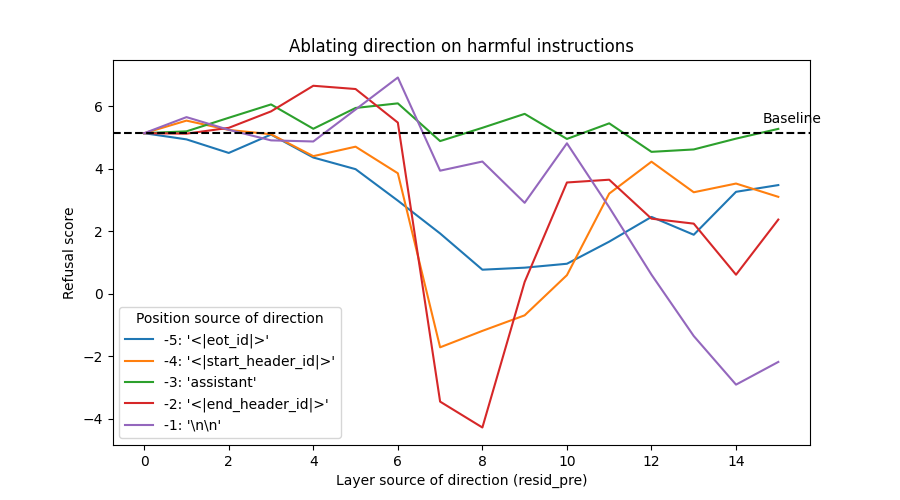 Ablating direction on harmful instructions
Baseline
Refusal score
6
4
2
0
−2
−4
Position source of direction
-5: '<|eot_id|>'
-4: '<|start_header_id|>
-3: 'assistant'
-2: '<|end_header_id|>'
-1: '\n\n'
0 2 4 6 8 10 12 14
Layer source of direction (resid_pre)